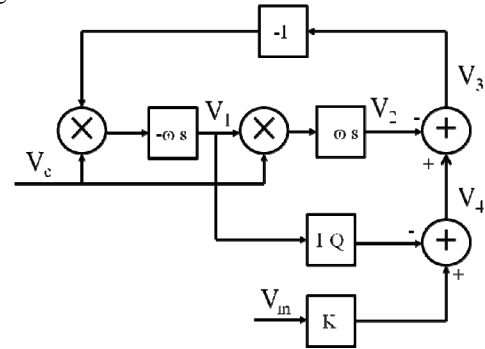 -1
V3
×
-ω s
V1
×
ω s
V2
-
+
+
Vc
V4
1 Q
-
+
+
Vin
K